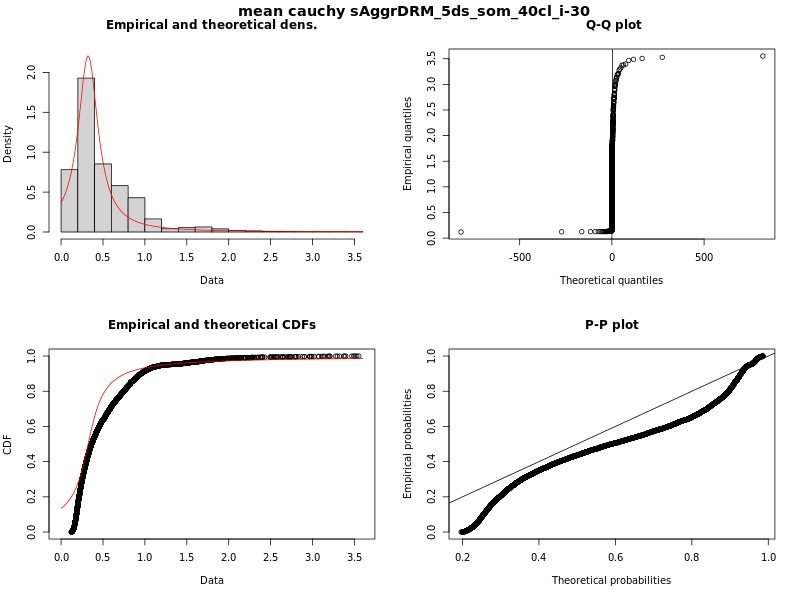 mean cauchy sAggrDRM_5ds_som_40cl_i-30
Empirical and theoretical dens.
Density
0.0 0.5 1.0 1.5 2.0
0.0 0.5 1.0 1.5 2.0 2.5 3.0 3.5
Data
Q-Q plot
Empirical quantiles
0.0 0.5 1.0 1.5 2.0 2.5 3.0 3.5
-500 0 500
Theoretical quantiles
Empirical and theoretical CDFs
CDF
0.0 0.2 0.4 0.6 0.8 1.0
0.0 0.5 1.0 1.5 2.0 2.5 3.0 3.5
Data
P-P plot
Empirical probabilities
0.0 0.2 0.4 0.6 0.8 1.0
0.2 0.4 0.6 0.8 1.0
Theoretical probabilities